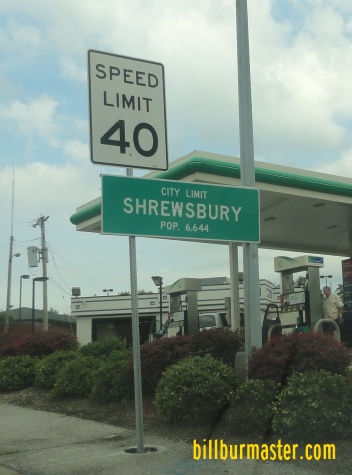 SPEED
LIMIT
40
CITY LIMIT
SHREWSBURY
POP. 6,644
billburmaster.com